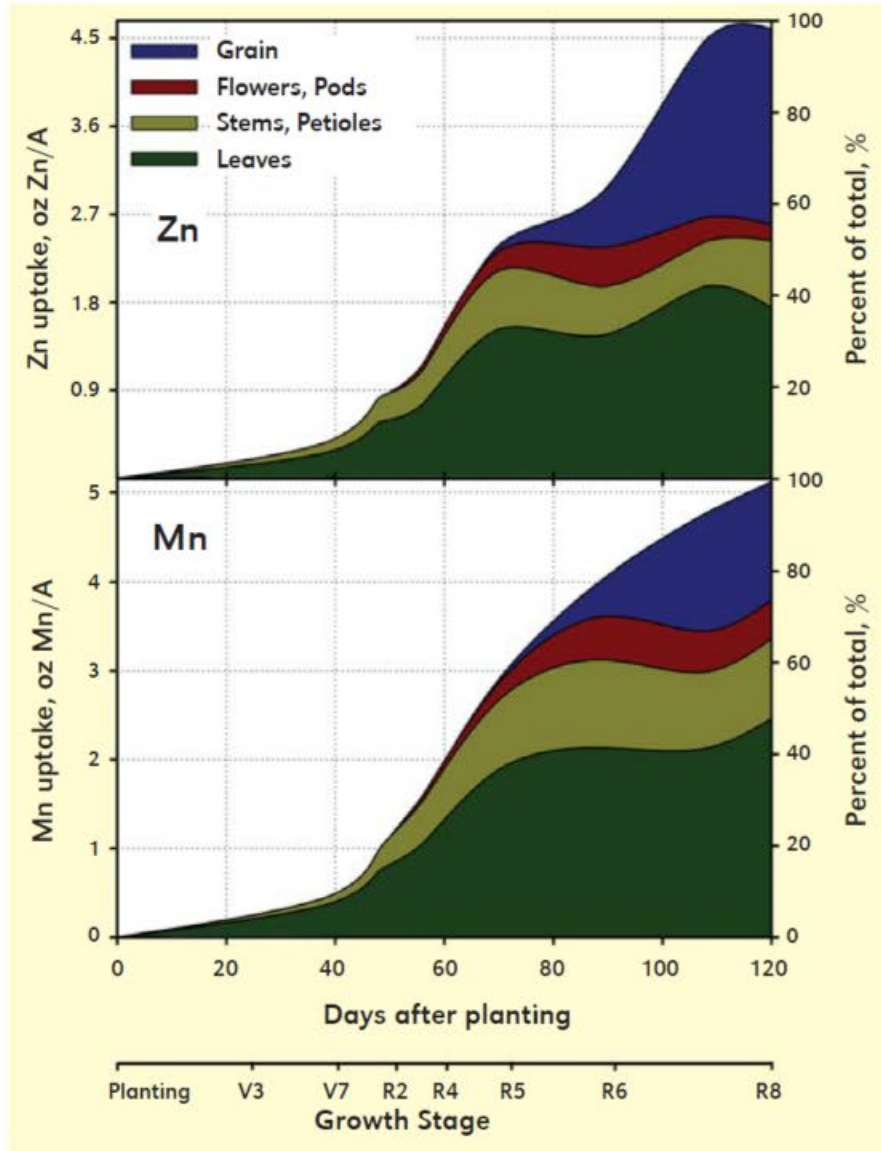 4.5
3.6
2.7
1.8
0.9
Zn uptake, oz Zn/A
Grain
Flowers, Pods
Stems, Petioles
Leaves
Zn
100
80
60
40
20
Percent of total, %
5
4
3
2
1
0
Mn uptake, oz Mn/A
Mn
100
80
60
40
20
0
Percent of total, %
0 20 40 60 80 100 120
Days after planting
Planting V3 V7 R2 R4 R5 R6 R8
Growth Stage